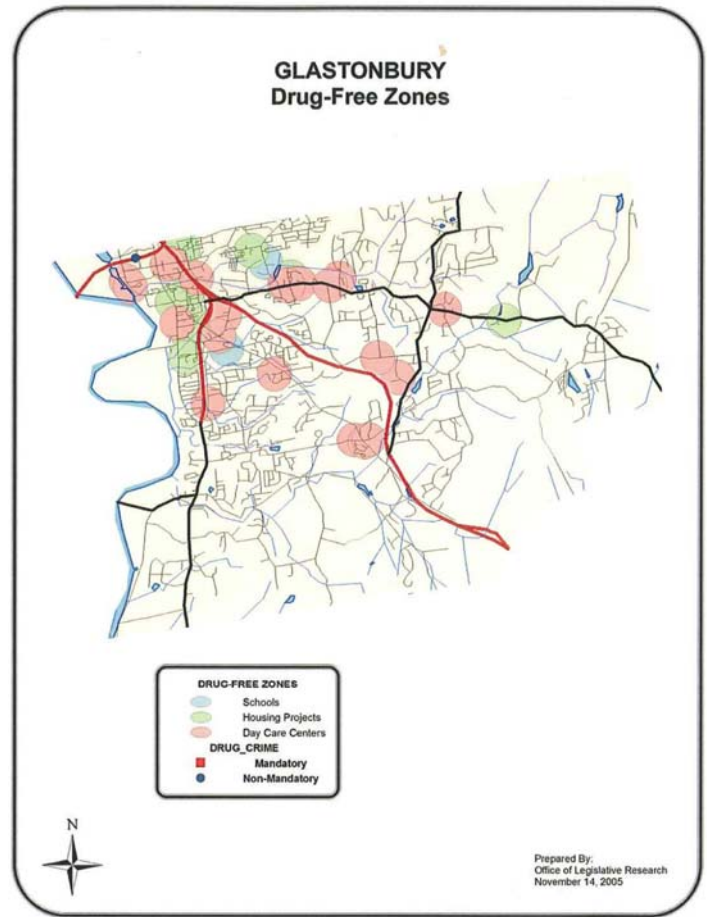 GLASTONBURY
Drug-Free Zones
DRUG-FREE ZONES
Schools
Housing Projects
Day Care Centers
DRUG_CRIME
Mandatory
Non-Mandatory
N
Prepared By:
Office of Legislative Research
November 14, 2005